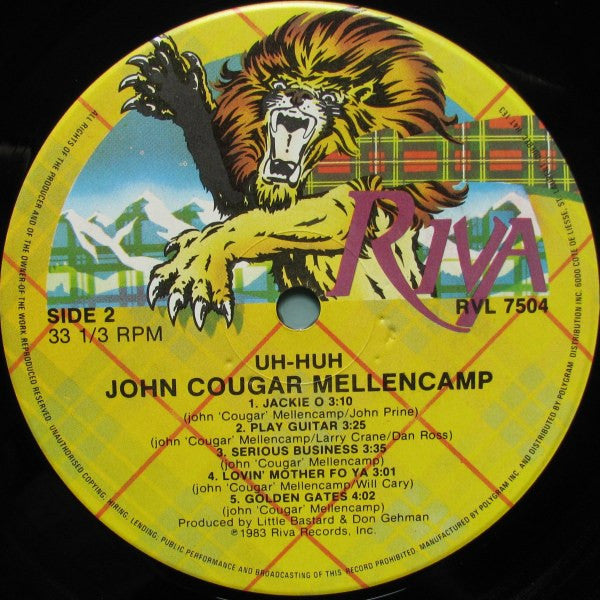 RIVA
RVL 7504
SIDE 2
33 1/3 RPM
UH-HUH
JOHN COUGAR MELLENCAMP
1. JACKIE O 3:10
(john 'Cougar' Mellencamp/John Prine)
2. PLAY GUITAR 3:25
(john 'Cougar' Mellencamp/Larry Crane/Dan Ross)
3. SERIOUS BUSINESS 3:35
(john 'Cougar' Mellencamp)
4. LOVIN' MOTHER FO YA 3:01
(john 'Cougar' Mellencamp/Will Cary)
5. GOLDEN GATES 4:02
(john 'Cougar' Mellencamp)
Produced by Little Bastard & Don Gehman
℗1983 Riva Records, Inc.
ALL RIGHTS OF THE PRODUCER AND OF THE OWNER OF THE WORK REPRODUCED RESERVED. UNAUTHORISED COPYING, HIRING, LENDING, PUBLIC PERFORMANCE AND BROADCASTING OF THIS RECORD PROHIBITED. MANUFACTURED BY POLYGRAM INC. AND DISTRIBUTED BY POLYGRAM DISTRIBUTION INC. 6000 COTE DE LIESSE, ST.